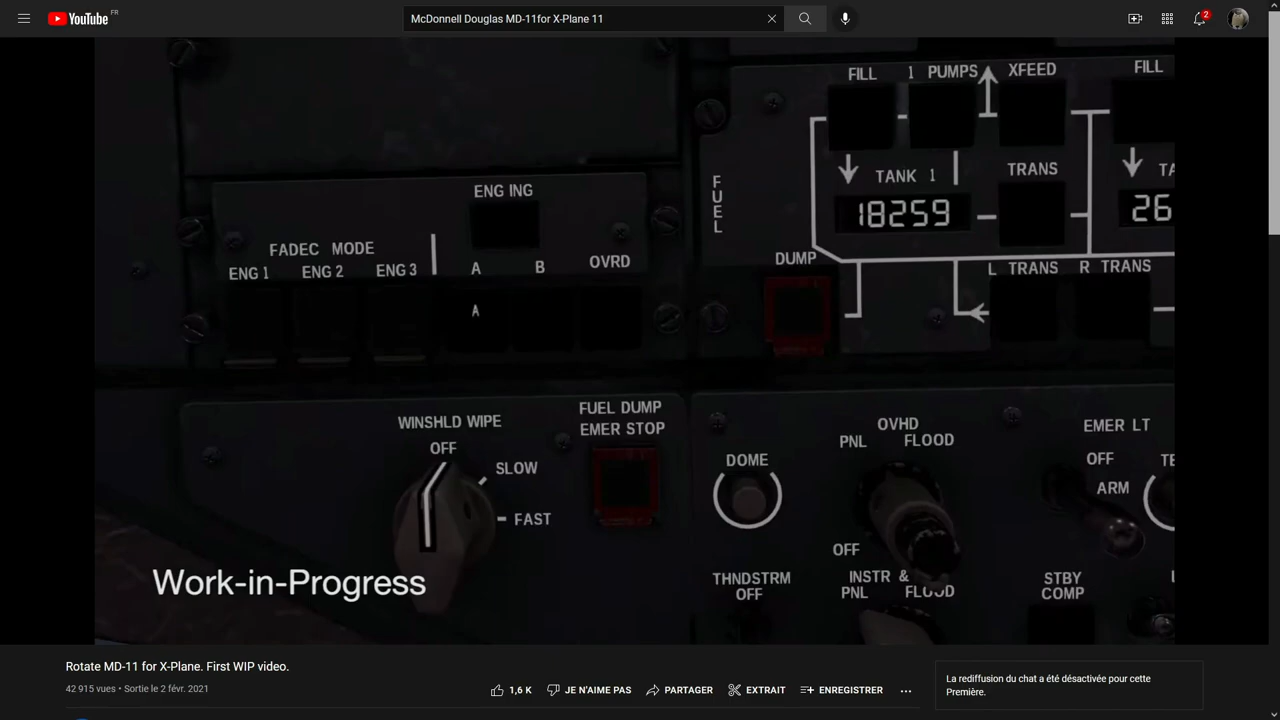 YouTube FR
McDonnell Douglas MD-11for X-Plane 11
2
FILL 1 PUMPS XFEED FILL
FUEL
TANK 1 TRANS
18259 26
ENG ING
FADEC MODE
ENG 1 ENG 2 ENG 3 A B OVRD
A
DUMP
L TRANS R TRANS
WINSHLD WIPE
OFF
SLOW
FAST
FUEL DUMP
EMER STOP
DOME
OVHD
PNL FLOOD
OFF
EMER LT
OFF
ARM
THNDSTRM
OFF
INSTR &
PNL FLOOD
STBY
COMP
Work-in-Progress
Rotate MD-11 for X-Plane. First WIP video.
42 915 vues • Sortie le 2 févr. 2021
1,6 K JE N'AIME PAS PARTAGER EXTRAIT ENREGISTRER
La rediffusion du chat a été désactivée pour cette
Première.